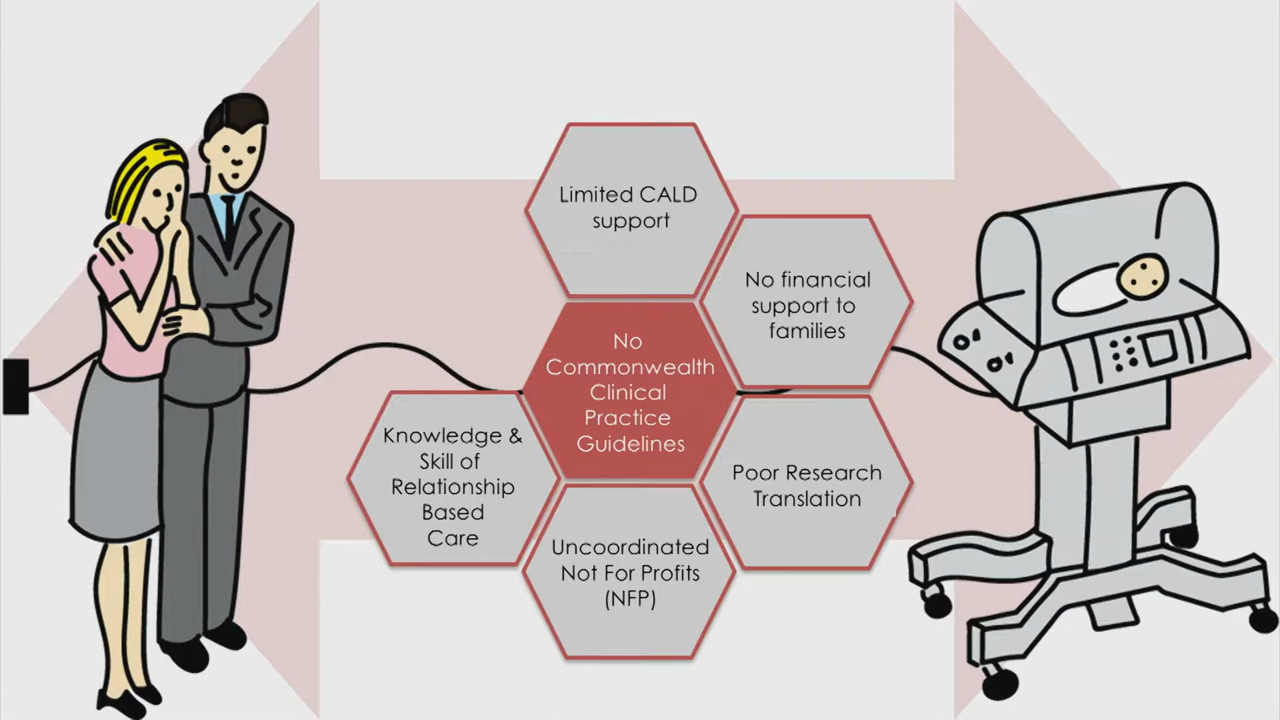 Limited CALD
support
No financial
support to
families
No
Commonwealth
Clinical
Practice
Guidelines
Knowledge &
Skill of
Relationship
Based
Care
Poor Research
Translation
Uncoordinated
Not For Profits
(NFP)